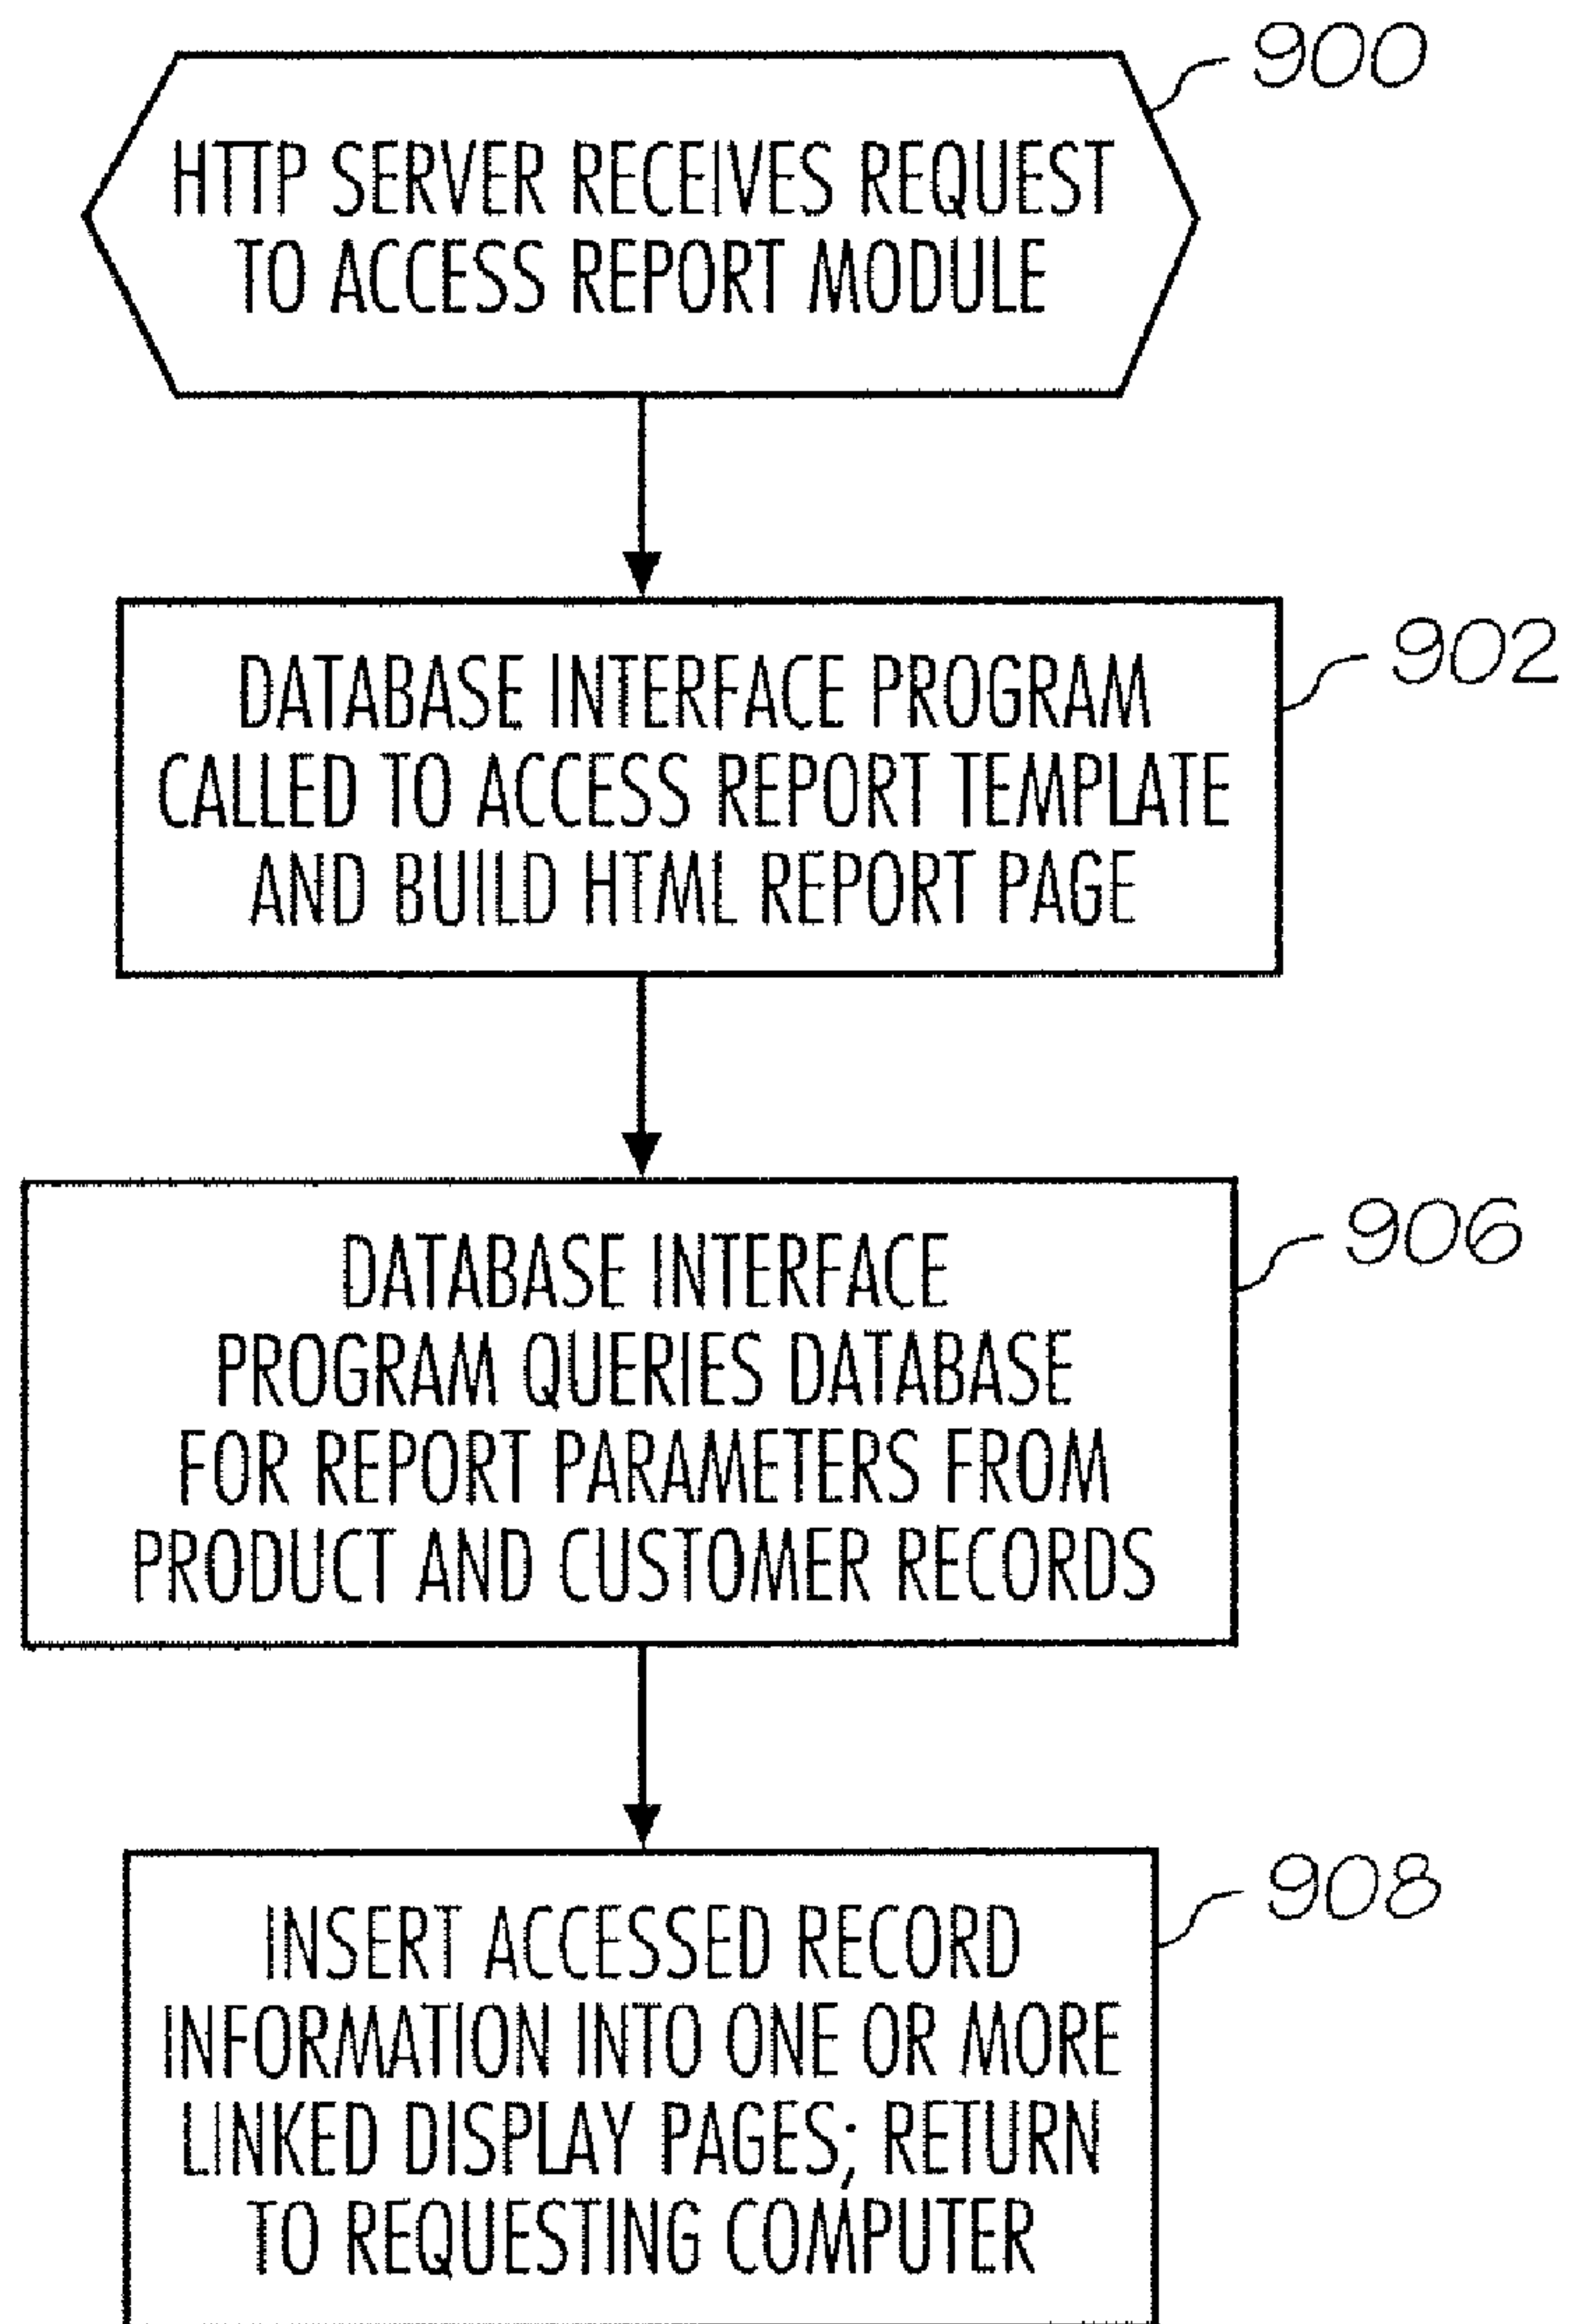 900
HTTP SERVER RECEIVES REQUEST
TO ACCESS REPORT MODULE
902
DATABASE INTERFACE PROGRAM
CALLED TO ACCESS REPORT TEMPLATE
AND BUILD HTML REPORT PAGE
906
DATABASE INTERFACE
PROGRAM QUERIES DATABASE
FOR REPORT PARAMETERS FROM
PRODUCT AND CUSTOMER RECORDS
908
INSERT ACCESSED RECORD
INFORMATION INTO ONE OR MORE
LINKED DISPLAY PAGES; RETURN
TO REQUESTING COMPUTER